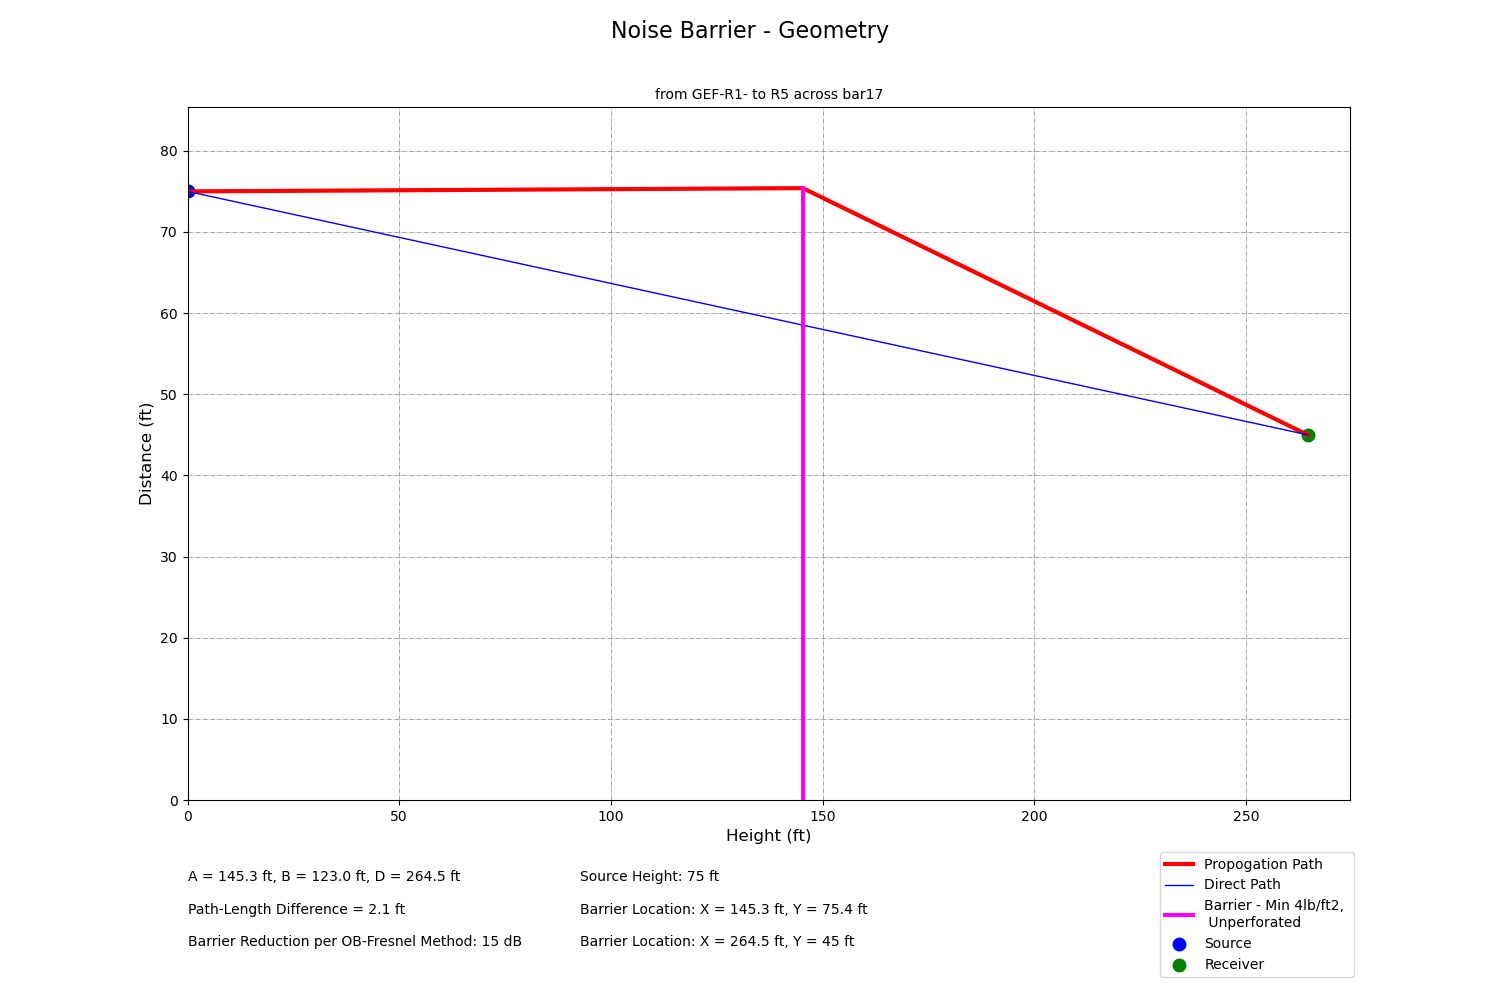 Noise Barrier - Geometry
from GEF-R1- to R5 across bar17
80
70
60
50
40
30
20
10
0
Distance (ft)
0 50 100 150 200 250
Height (ft)
A = 145.3 ft, B = 123.0 ft, D = 264.5 ft
Path-Length Difference = 2.1 ft
Barrier Reduction per OB-Fresnel Method: 15 dB
Source Height: 75 ft
Barrier Location: X = 145.3 ft, Y = 75.4 ft
Barrier Location: X = 264.5 ft, Y = 45 ft
Propogation Path
Direct Path
Barrier - Min 4lb/ft2,
Unperforated
Source
Receiver